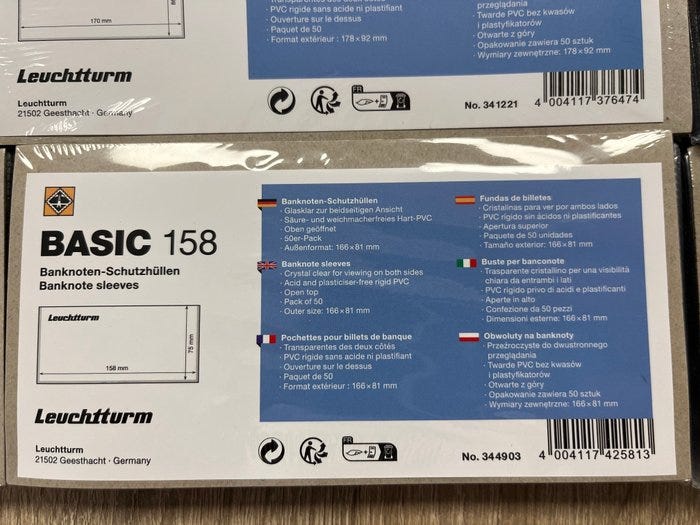 170 mm
· PVC rigide sans acide ni plastifiant
· Ouverture sur le dessus
· Paquet de 50
· Format extérieur : 178×92 mm
przeglądania
· Twarde PVC bez kwasów
i plastyfikatorów
· Otwarte z góry
· Opakowanie zawiera 50 sztuk
· Wymiary zewnętrzne: 178×92 mm
Leuchtturm
Leuchtturm
21502 Geesthacht · Germany
FR
No. 341221
4 004117 376474
BASIC 158
Banknoten-Schutzhüllen
Banknote sleeves
Leuchtturm
75 mm
158 mm
Leuchtturm
Leuchtturm
21502 Geesthacht · Germany
Banknoten-Schutzhüllen
· Glasklar zur beidseitigen Ansicht
· Säure- und weichmacherfreies Hart-PVC
· Oben geöffnet
· 50er-Pack
· Außenformat: 166×81 mm
Banknote sleeves
· Crystal clear for viewing on both sides
· Acid and plasticiser-free rigid PVC
· Open top
· Pack of 50
· Outer size: 166×81 mm
Pochettes pour billets de banque
· Transparentes des deux côtés
· PVC rigide sans acide ni plastifiant
· Ouverture sur le dessus
· Paquet de 50
· Format extérieur : 166×81 mm
Fundas de billetes
· Cristalinas para ver por ambos lados
· PVC rígido sin ácidos ni plastificantes
· Apertura superior
· Paquete de 50 unidades
· Tamaño exterior: 166×81 mm
Buste per banconote
· Trasparente cristallino per una visibilità
chiara da entrambi i lati
· PVC rigido privo di acidi e plastificanti
· Aperte in alto
· Confezione da 50 pezzi
· Dimensioni esterne: 166×81 mm
Obwoluty na banknoty
· Przeźroczyste do dwustronnego
przeglądania
· Twarde PVC bez kwasów
i plastyfikatorów
· Otwarte z góry
· Opakowanie zawiera 50 sztuk
· Wymiary zewnętrzne: 166×81 mm
FR
No. 344903
4 004117 425813